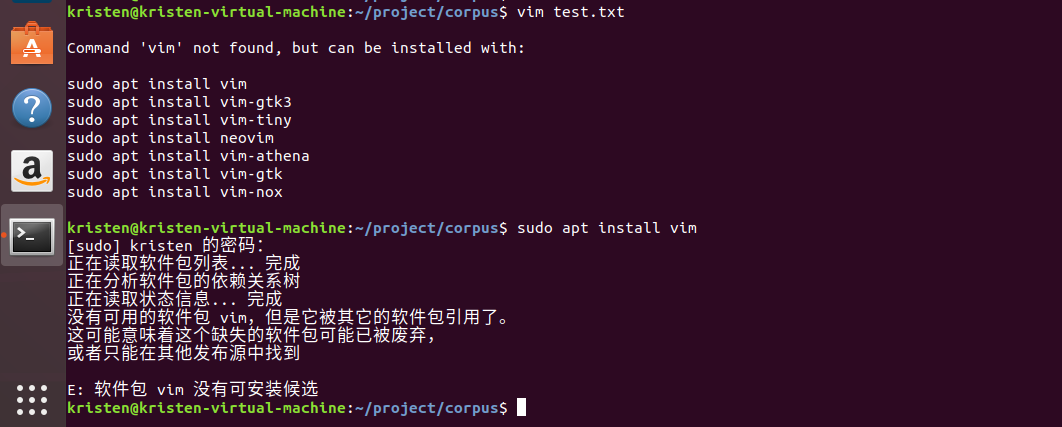 kristen@kristen-virtual-machine:~/project/corpus$ vim test.txt
Command 'vim' not found, but can be installed with:
sudo apt install vim
sudo apt install vim-gtk3
sudo apt install vim-tiny
sudo apt install neovim
sudo apt install vim-athena
sudo apt install vim-gtk
sudo apt install vim-nox
kristen@kristen-virtual-machine:~/project/corpus$ sudo apt install vim
[sudo] kristen 的密码：
正在读取软件包列表... 完成
正在分析软件包的依赖关系树
正在读取状态信息... 完成
没有可用的软件包 vim，但是它被其它的软件包引用了。
这可能意味着这个缺失的软件包可能已被废弃，
或者只能在其他发布源中找到
E: 软件包 vim 没有可安装候选
kristen@kristen-virtual-machine:~/project/corpus$